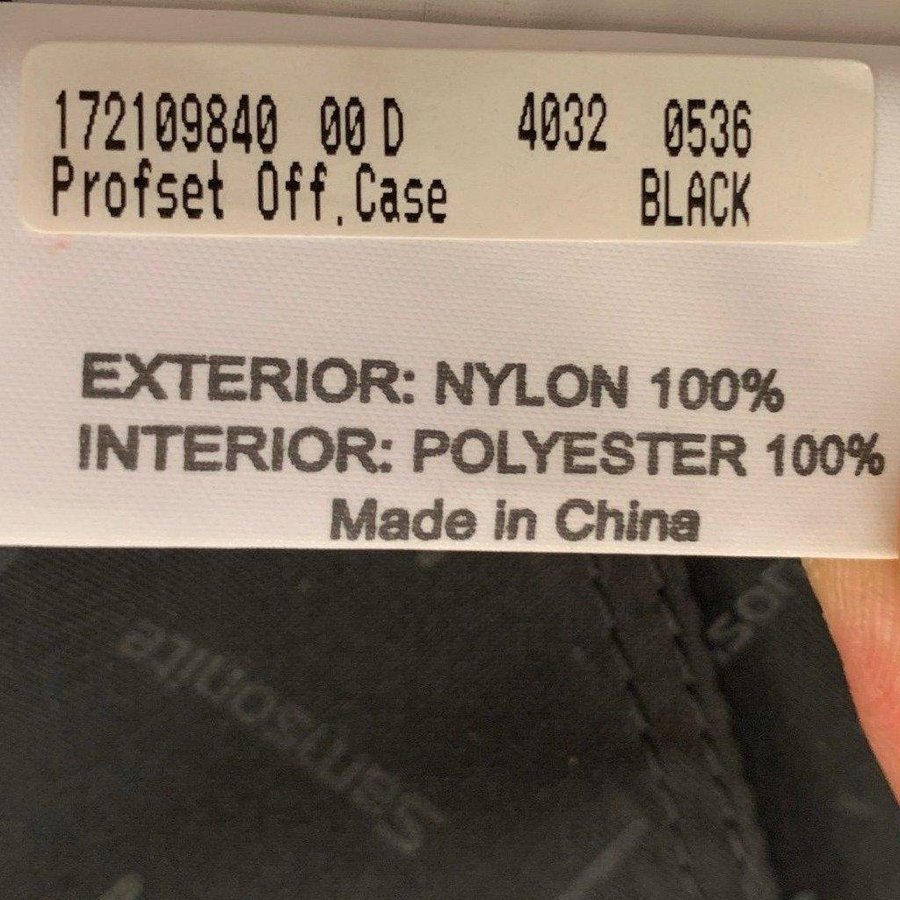 172109840 00 D 4032 0536
Profset Off.Case BLACK
EXTERIOR: NYLON 100%
INTERIOR: POLYESTER 100%
Made in China
Samsonite